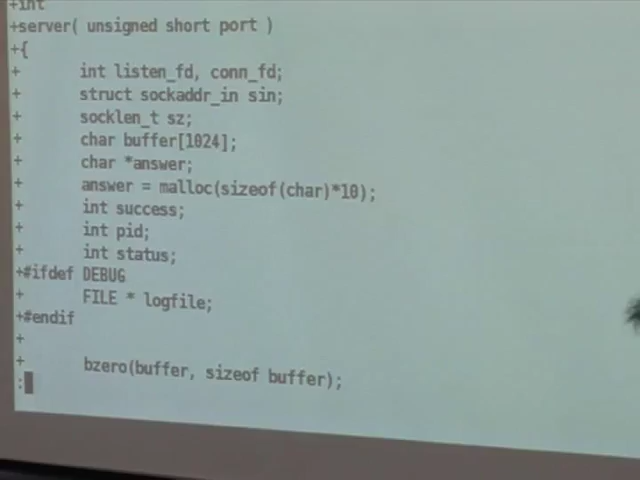 +int
+server( unsigned short port )
+{
+ int listen_fd, conn_fd;
+ struct sockaddr_in sin;
+ socklen_t sz;
+ char buffer[1024];
+ char *answer;
+ answer = malloc(sizeof(char)*10);
+ int success;
+ int pid;
+ int status;
+#ifdef DEBUG
+ FILE * logfile;
+#endif
+
+ bzero(buffer, sizeof buffer);
: